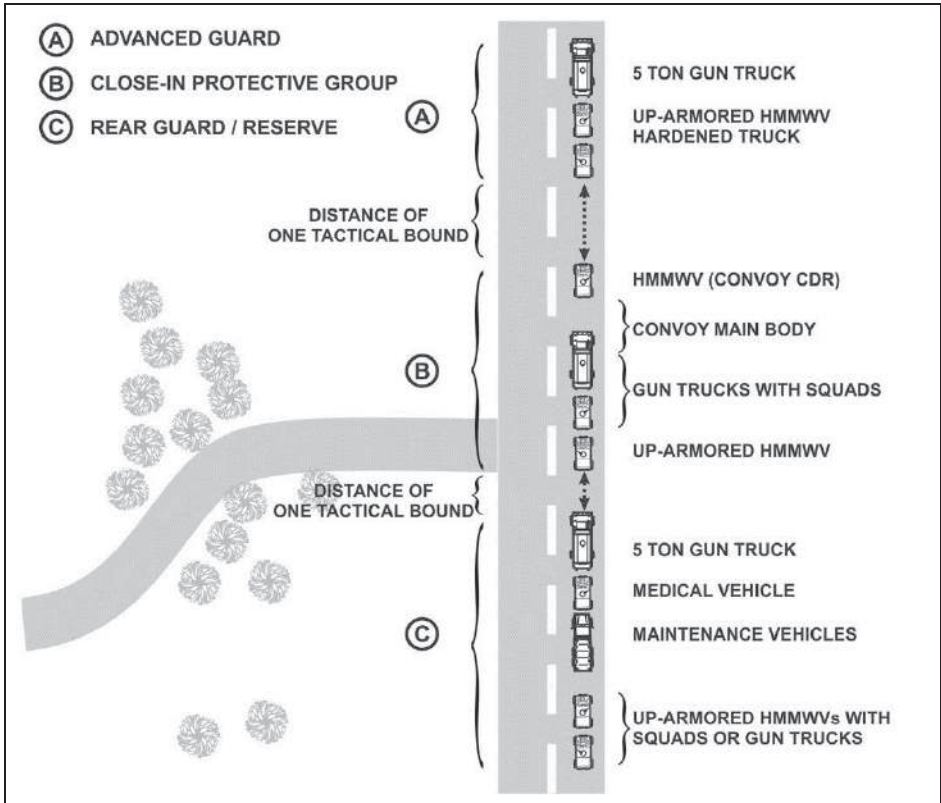 A ADVANCED GUARD
B CLOSE-IN PROTECTIVE GROUP
C REAR GUARD / RESERVE
A
5 TON GUN TRUCK
UP-ARMORED HMMWV
HARDENED TRUCK
DISTANCE OF
ONE TACTICAL BOUND
B
HMMWV (CONVOY CDR)
CONVOY MAIN BODY
GUN TRUCKS WITH SQUADS
UP-ARMORED HMMWV
DISTANCE OF
ONE TACTICAL BOUND
C
5 TON GUN TRUCK
MEDICAL VEHICLE
MAINTENANCE VEHICLES
UP-ARMORED HMMWVs WITH
SQUADS OR GUN TRUCKS